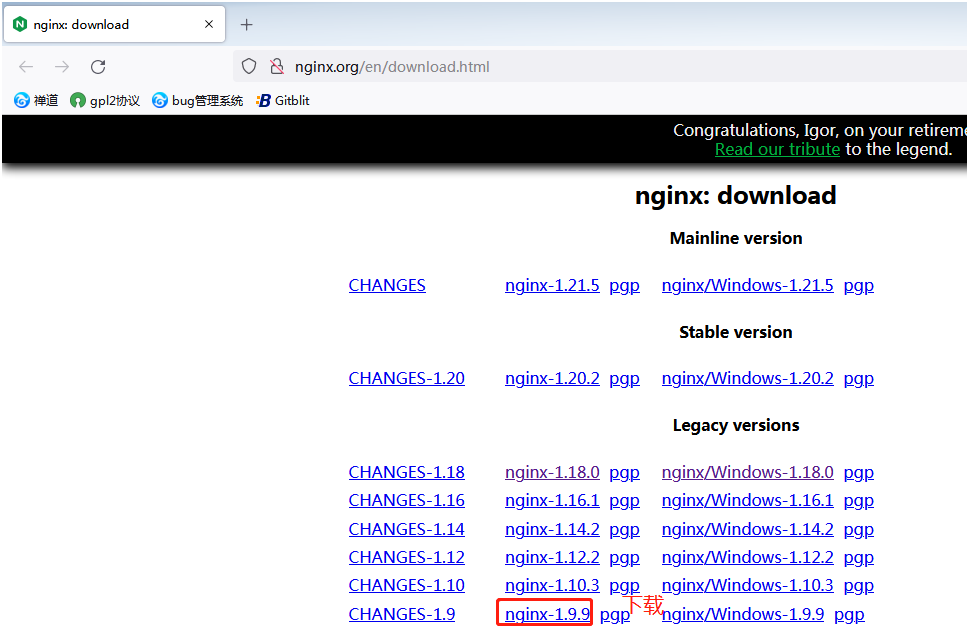 nginx: download
nginx.org/en/download.html
禅道 gpl2协议 bug管理系统 Gitblit
Congratulations, Igor, on your retireme
Read our tribute to the legend.
nginx: download
Mainline version
CHANGES nginx-1.21.5 pgp nginx/Windows-1.21.5 pgp
Stable version
CHANGES-1.20 nginx-1.20.2 pgp nginx/Windows-1.20.2 pgp
Legacy versions
CHANGES-1.18 nginx-1.18.0 pgp nginx/Windows-1.18.0 pgp
CHANGES-1.16 nginx-1.16.1 pgp nginx/Windows-1.16.1 pgp
CHANGES-1.14 nginx-1.14.2 pgp nginx/Windows-1.14.2 pgp
CHANGES-1.12 nginx-1.12.2 pgp nginx/Windows-1.12.2 pgp
CHANGES-1.10 nginx-1.10.3 pgp nginx/Windows-1.10.3 pgp
CHANGES-1.9 nginx-1.9.9 pgp 下载 nginx/Windows-1.9.9 pgp